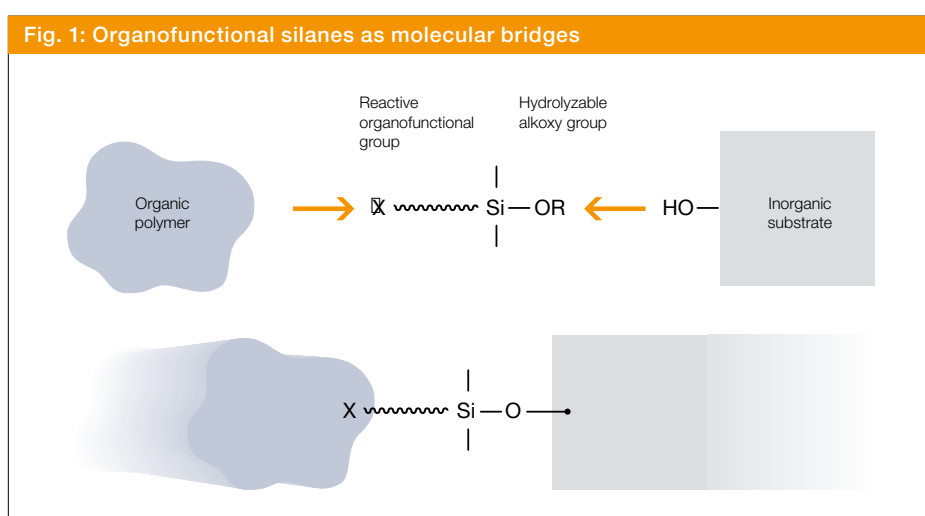 Fig. 1: Organofunctional silanes as molecular bridges
Reactive
organofunctional
group
Hydrolyzable
alkoxy group
Organic
polymer
X
Si — OR
HO —
Inorganic
substrate
X
Si — O